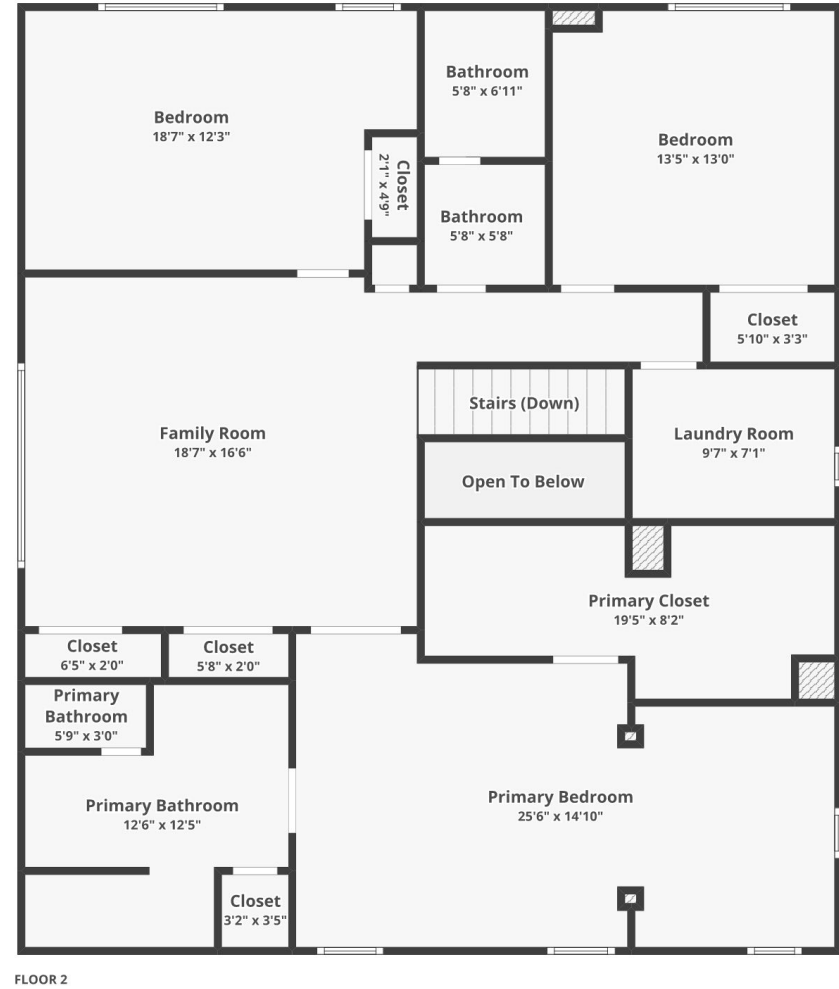 Bedroom
18'7" x 12'3"
Bathroom
5'8" x 6'11"
Bedroom
13'5" x 13'0"
Closet
2'1" x 4'9"
Bathroom
5'8" x 5'8"
Closet
5'10" x 3'3"
Stairs (Down)
Family Room
18'7" x 16'6"
Laundry Room
9'7" x 7'1"
Open To Below
Primary Closet
19'5" x 8'2"
Closet
6'5" x 2'0"
Closet
5'8" x 2'0"
Primary
Bathroom
5'9" x 3'0"
Primary Bathroom
12'6" x 12'5"
Primary Bedroom
25'6" x 14'10"
Closet
3'2" x 3'5"
FLOOR 2